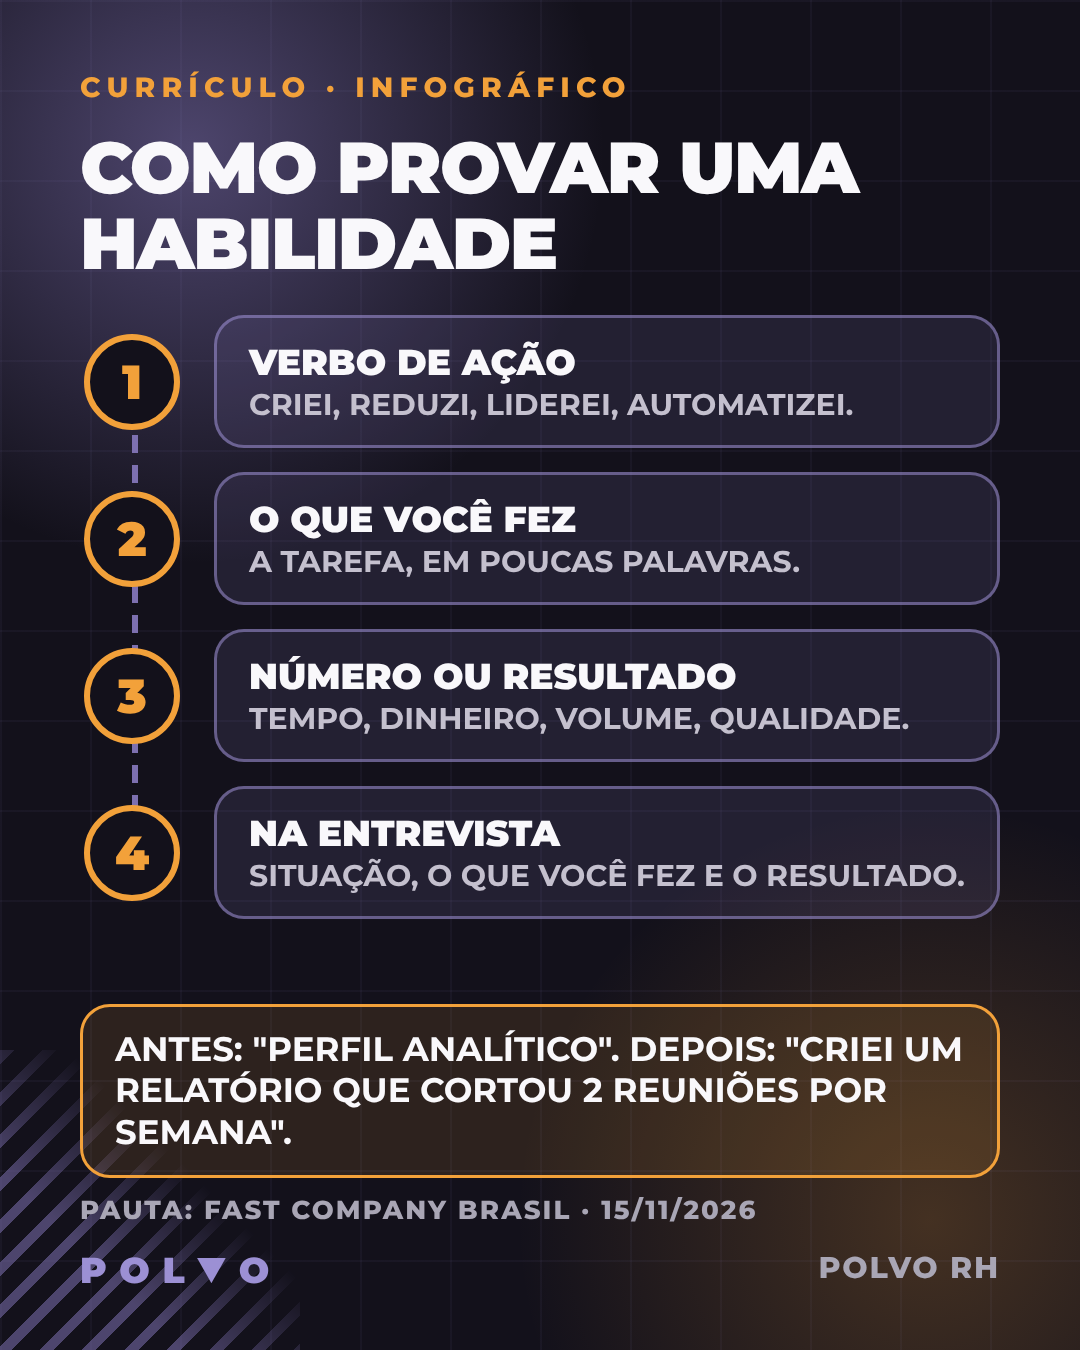 CURRÍCULO · INFOGRÁFICO
COMO PROVAR UMA
HABILIDADE
1
VERBO DE AÇÃO
CRIEI, REDUZI, LIDEREI, AUTOMATIZEI.
2
O QUE VOCÊ FEZ
A TAREFA, EM POUCAS PALAVRAS.
3
NÚMERO OU RESULTADO
TEMPO, DINHEIRO, VOLUME, QUALIDADE.
4
NA ENTREVISTA
SITUAÇÃO, O QUE VOCÊ FEZ E O RESULTADO.
ANTES: "PERFIL ANALÍTICO". DEPOIS: "CRIEI UM
RELATÓRIO QUE CORTOU 2 REUNIÕES POR
SEMANA".
PAUTA: FAST COMPANY BRASIL · 15/11/2026
POL▼O
POLVO RH